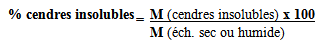 % cendres insolubles = M (cendres insolubles) x 100
M (éch. sec ou humide)